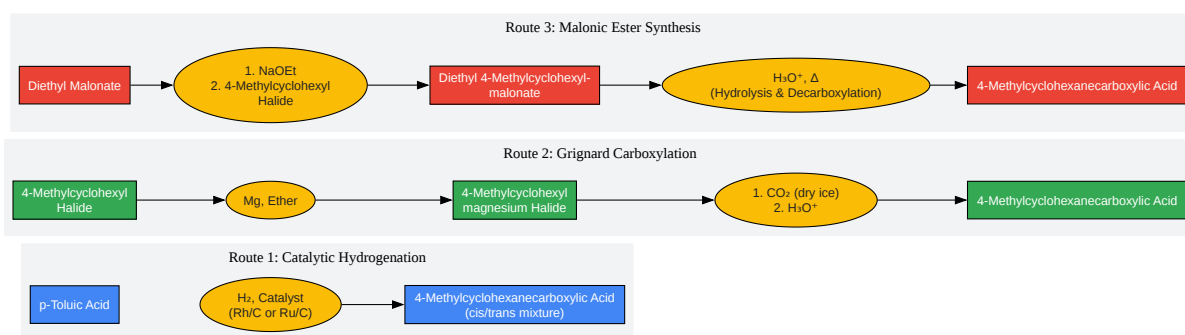 Route 3: Malonic Ester Synthesis
Diethyl Malonate
1. NaOEt
2. 4-Methylcyclohexyl
Halide
Diethyl 4-Methylcyclohexyl-
malonate
H₃O⁺, Δ
(Hydrolysis & Decarboxylation)
4-Methylcyclohexanecarboxylic Acid
Route 2: Grignard Carboxylation
4-Methylcyclohexyl
Halide
Mg, Ether
4-Methylcyclohexyl
magnesium Halide
1. CO₂ (dry ice)
2. H₃O⁺
4-Methylcyclohexanecarboxylic Acid
Route 1: Catalytic Hydrogenation
p-Toluic Acid
H₂, Catalyst
(Rh/C or Ru/C)
4-Methylcyclohexanecarboxylic Acid
(cis/trans mixture)